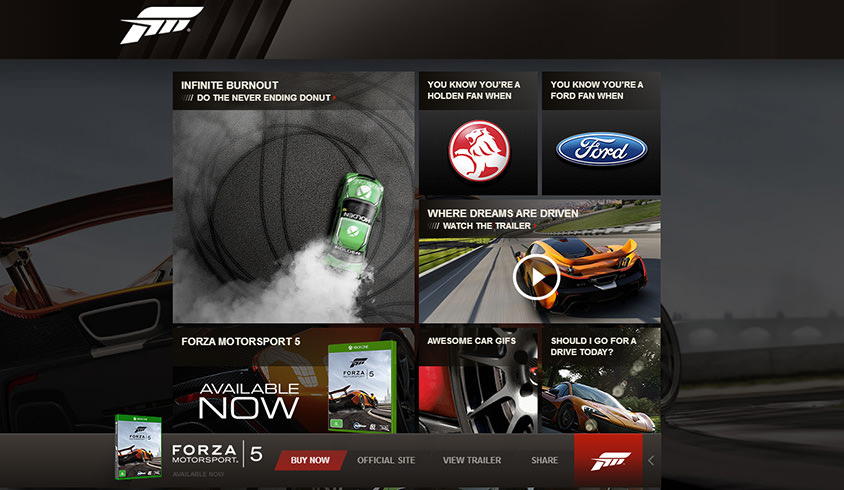 INFINITE BURNOUT
//// DO THE NEVER ENDING DONUT
YOU KNOW YOU'RE A
HOLDEN FAN WHEN
YOU KNOW YOU'RE A
FORD FAN WHEN
Ford
HOLDEN
WHERE DREAMS ARE DRIVEN
//// WATCH THE TRAILER
FORZA MOTORSPORT 5
AVAILABLE
NOW
XBOX ONE
FORZA
MOTORSPORT
5
AWESOME CAR GIFS
SHOULD I GO FOR A
DRIVE TODAY?
FORZA
5
FORZA
MOTORSPORT. 5
AVAILABLE NOW
BUY NOW
OFFICIAL SITE
VIEW TRAILER
SHARE